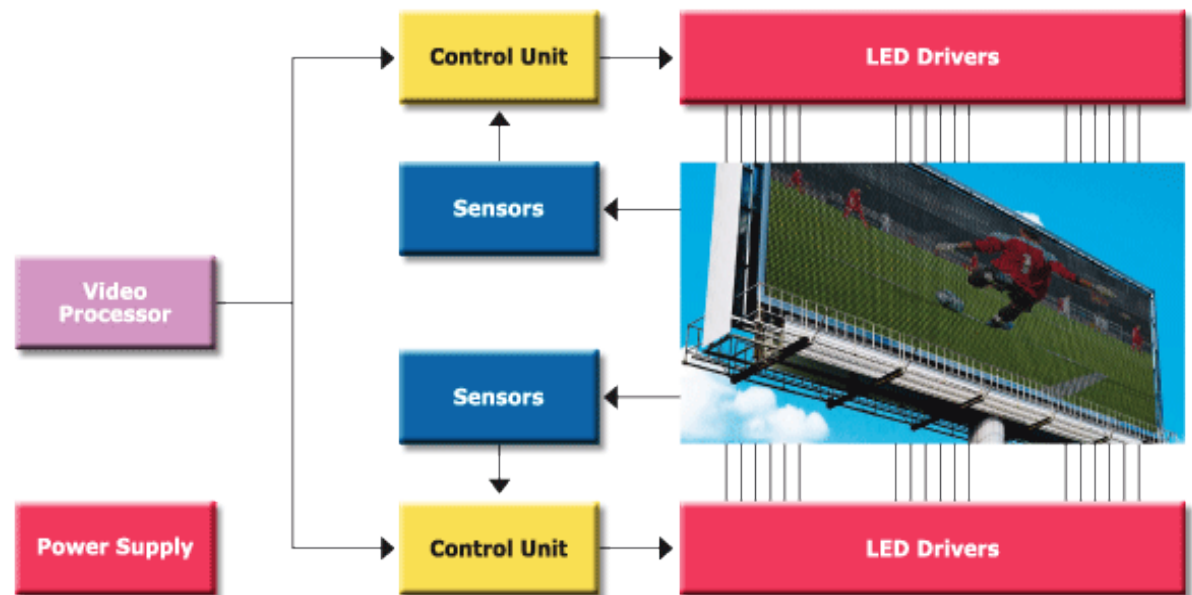 Control Unit
LED Drivers
Sensors
Video
Processor
Sensors
Power Supply
Control Unit
LED Drivers